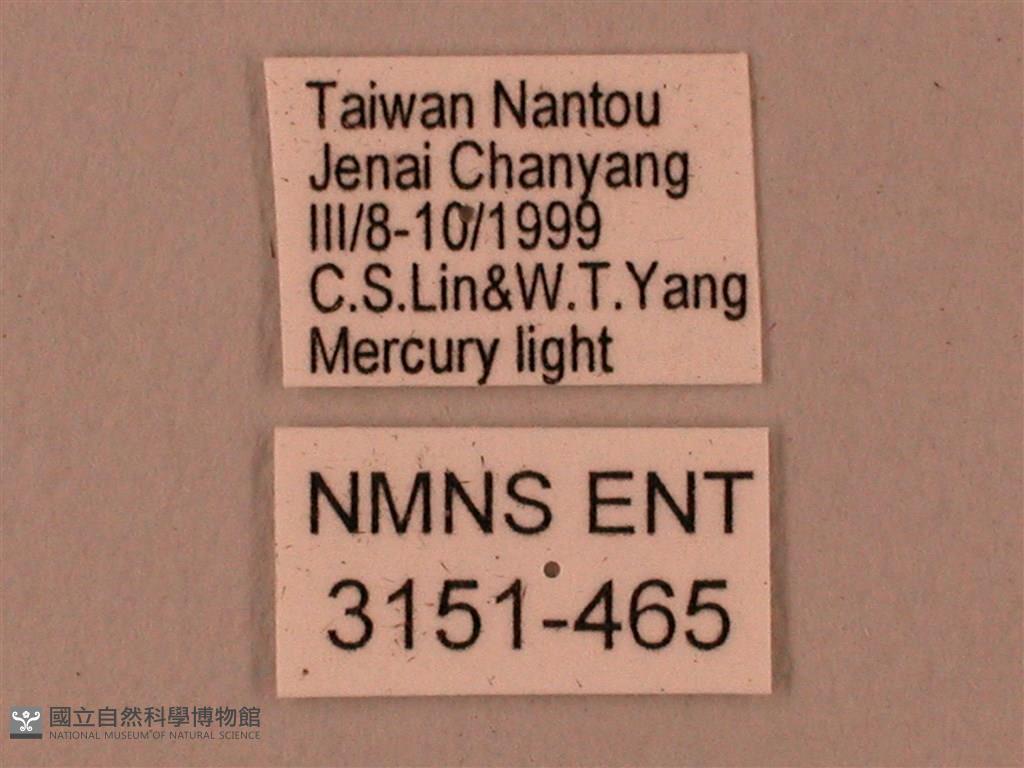 Taiwan Nantou
Jenai Chanyang
III/8-10/1999
C.S.Lin&W.T.Yang
Mercury light
NMNS ENT
3151-465
國立自然科學博物館
NATIONAL MUSEUM OF NATURAL SCIENCE